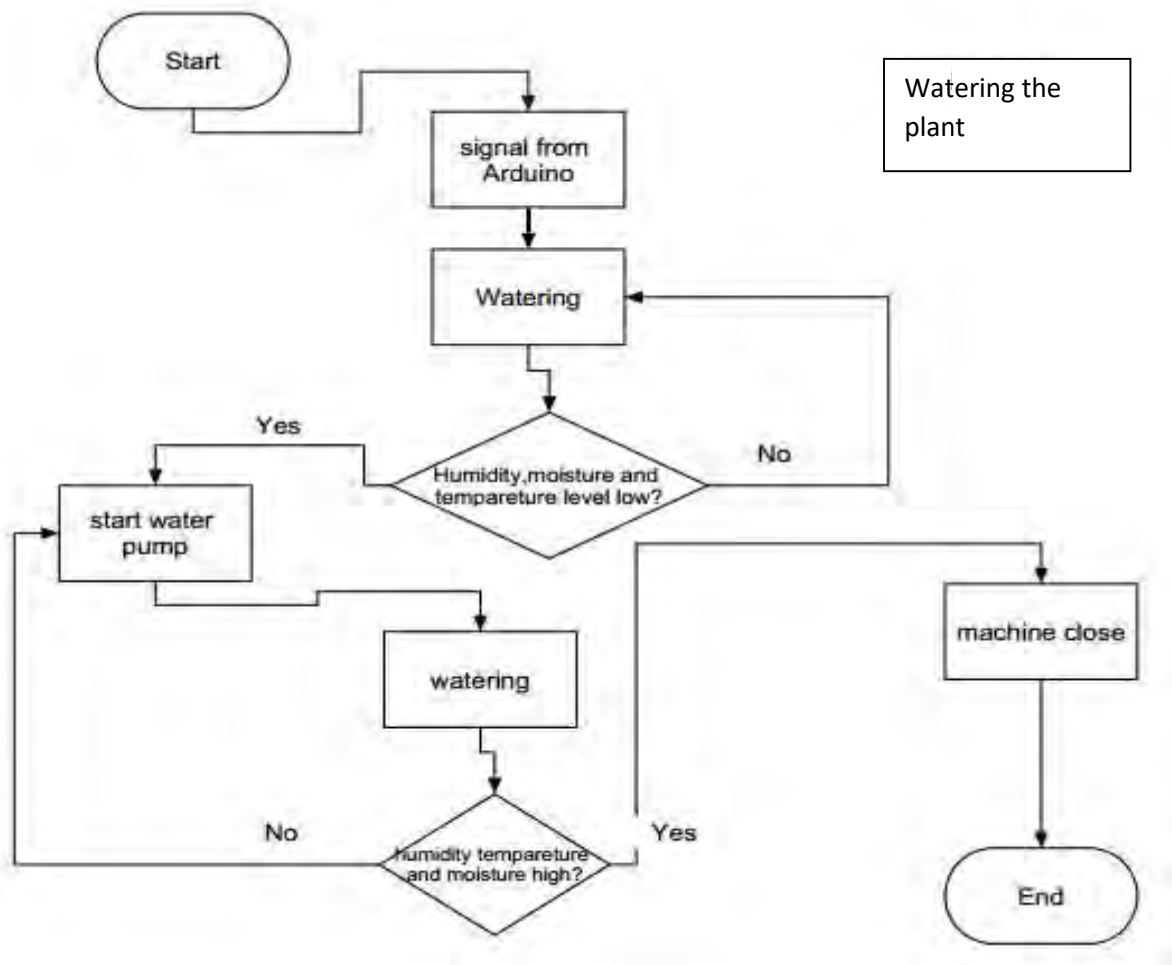 Start
Watering the
plant
signal from
Arduino
Watering
Yes
No
Humidity,moisture and
tempareture level low?
start water
pump
machine close
watering
No
Yes
humidity tempareture
and moisture high?
End